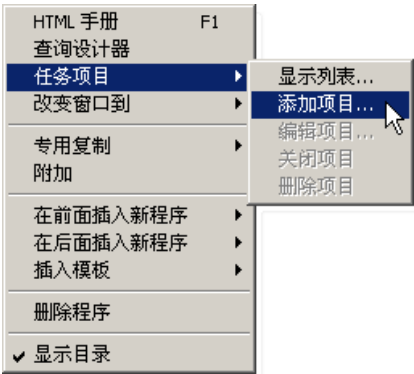 HTML 手册 F1
查询设计器
任务项目
改变窗口到
专用复制
附加
在前面插入新程序
在后面插入新程序
插入模板
删除程序
显示目录
显示列表...
添加项目...
编辑项目...
关闭项目
删除项目